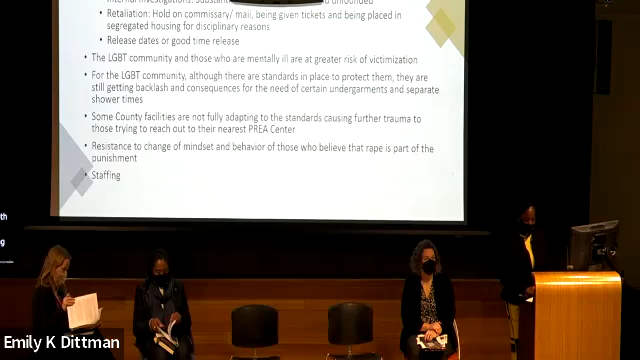 Retaliation: Hold on commissary/ mail, being given tickets and being placed in
segregated housing for disciplinary reasons
Release dates or good time release
The LGBT community and those who are mentally ill are at greater risk of victimization
For the LGBT community, although there are standards in place to protect them, they are
still getting backlash and consequences for the need of certain undergarments and separate
shower times
Some County facilities are not fully adapting to the standards causing further trauma to
those trying to reach out to their nearest PREA Center
Resistance to change of mindset and behavior of those who believe that rape is part of the
punishment
Staffing
Emily K Dittman